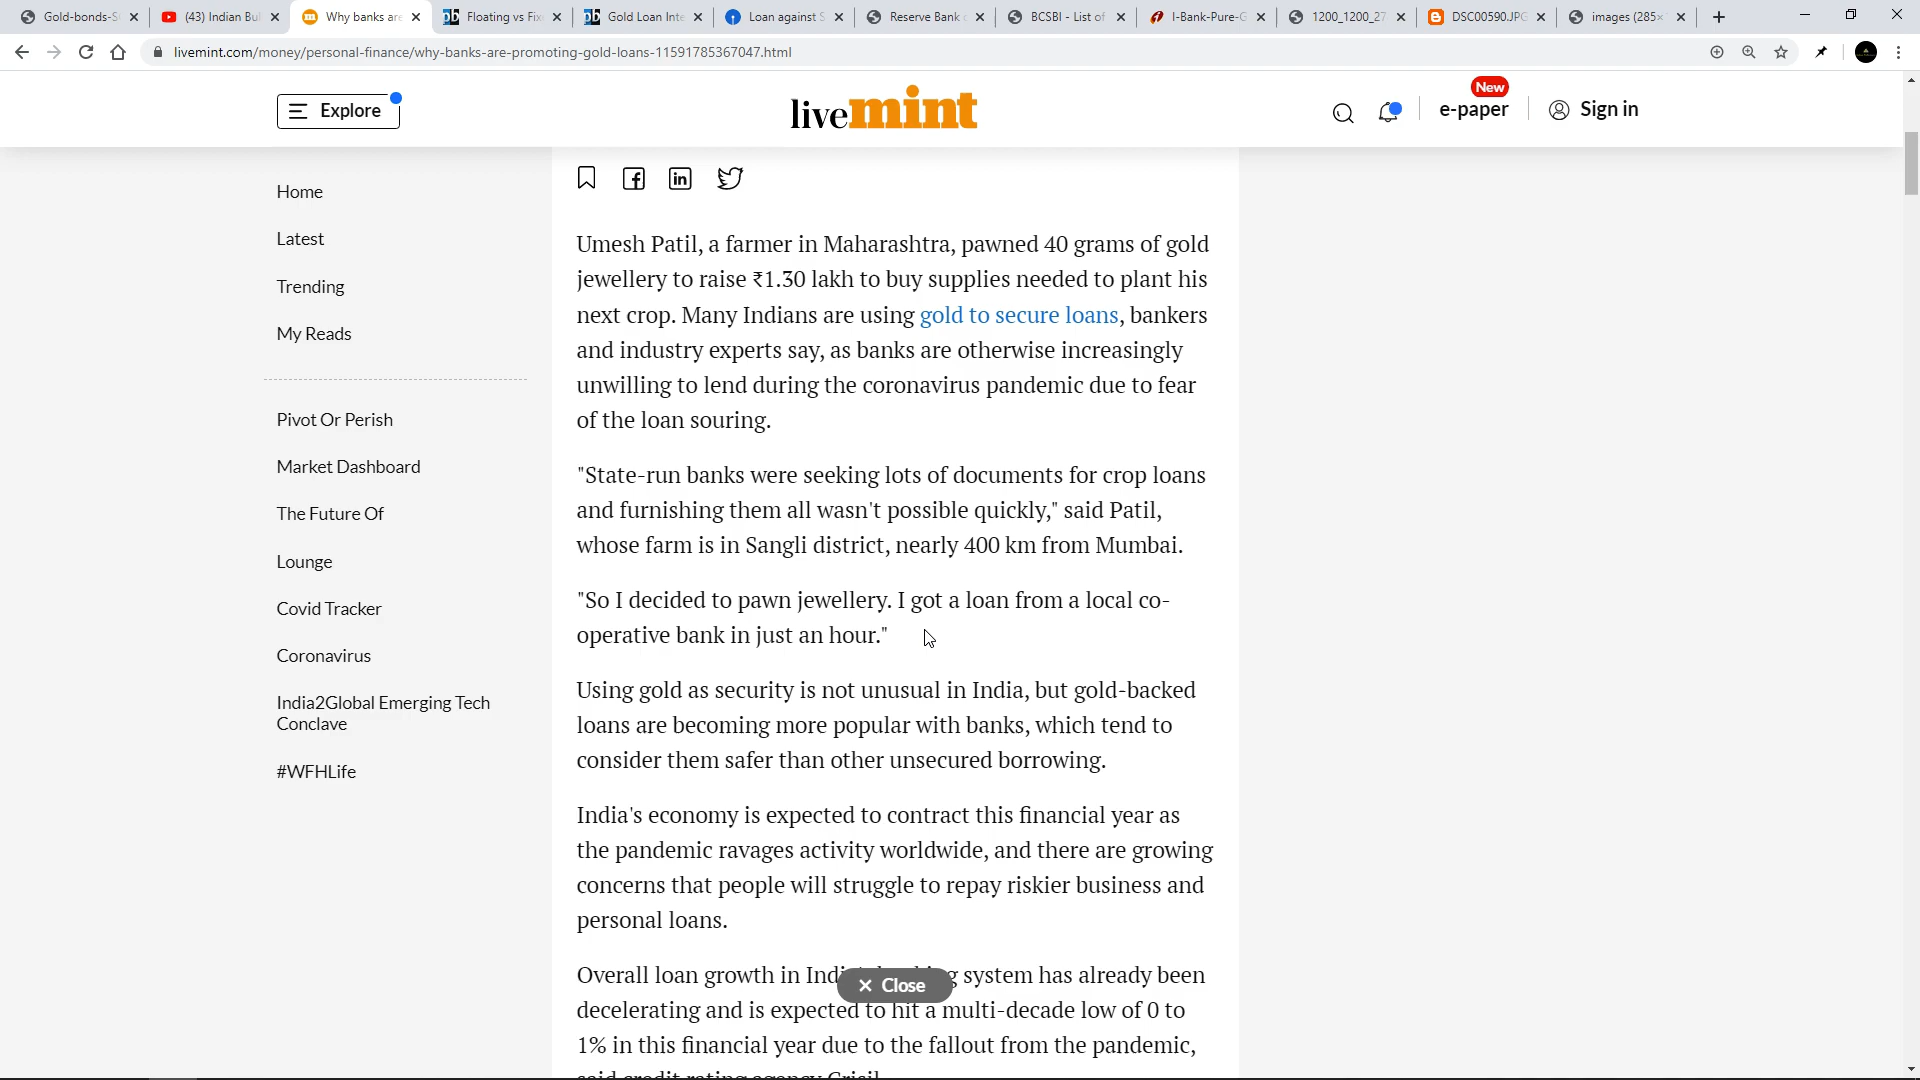 Gold-bonds-S
(43) Indian Bu
Why banks are
Floating vs Fix
Gold Loan Inte
Loan against S
Reserve Bank
BCSBI - List of
I-Bank-Pure-G
1200_1200_27
DSC00590.JPG
images (285×
livemint.com/money/personal-finance/why-banks-are-promoting-gold-loans-11591785367047.html
Explore
livemint
New
e-paper
Sign in
Home
Latest
Trending
My Reads
Pivot Or Perish
Market Dashboard
The Future Of
Lounge
Covid Tracker
Coronavirus
India2Global Emerging Tech
Conclave
#WFHLife
Umesh Patil, a farmer in Maharashtra, pawned 40 grams of gold
jewellery to raise ₹1.30 lakh to buy supplies needed to plant his
next crop. Many Indians are using gold to secure loans, bankers
and industry experts say, as banks are otherwise increasingly
unwilling to lend during the coronavirus pandemic due to fear
of the loan souring.
"State-run banks were seeking lots of documents for crop loans
and furnishing them all wasn't possible quickly," said Patil,
whose farm is in Sangli district, nearly 400 km from Mumbai.
"So I decided to pawn jewellery. I got a loan from a local co-
operative bank in just an hour."
Using gold as security is not unusual in India, but gold-backed
loans are becoming more popular with banks, which tend to
consider them safer than other unsecured borrowing.
India's economy is expected to contract this financial year as
the pandemic ravages activity worldwide, and there are growing
concerns that people will struggle to repay riskier business and
personal loans.
Overall loan growth in system has already been
Close
decelerating and is expected to hit a multi-decade low of 0 to
1% in this financial year due to the fallout from the pandemic,
said credit rating agency Crisil